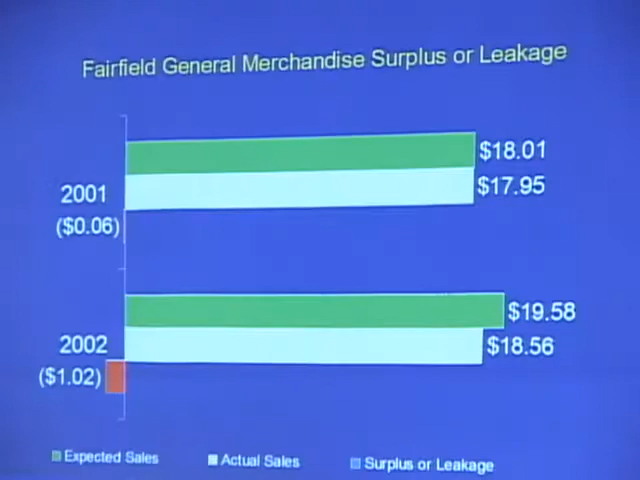 Fairfield General Merchandise Surplus or Leakage
$18.01
2001
$17.95
($0.06)
$19.58
2002
$18.56
($1.02)
Expected Sales
Actual Sales
Surplus or Leakage